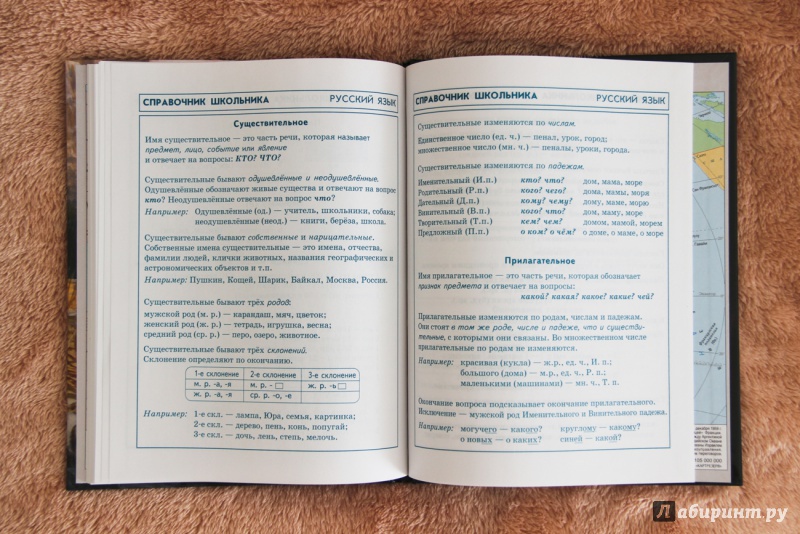 СПРАВОЧНИК ШКОЛЬНИКА РУССКИЙ ЯЗЫК
Существительное
Имя существительное — это часть речи, которая называет
предмет, лицо, событие или явление
и отвечает на вопросы: КТО? ЧТО?
Существительные бывают одушевлённые и неодушевлённые.
Одушевлённые обозначают живые существа и отвечают на вопрос
кто? Неодушевлённые отвечают на вопрос что?
Например: Одушевлённые (од.) — учитель, школьники, собака;
неодушевлённые (неод.) — книги, берёза, школа.
Существительные бывают собственные и нарицательные.
Собственные имена существительные — это имена, отчества,
фамилии людей, клички животных, названия географических и
астрономических объектов и т.п.
Например: Пушкин, Кощей, Шарик, Байкал, Москва, Россия.
Существительные бывают трёх родов:
мужской род (м. р.) — карандаш, мяч, цветок;
женский род (ж. р.) — тетрадь, игрушка, весна;
средний род (ср. р.) — перо, озеро, животное.
Существительные бывают трёх склонений.
Склонение определяют по окончанию.
1-е склонение 2-е склонение 3-е склонение
м. р. -а, -я м. р. - ж. р. -ь
ж. р. -а, -я ср. р. -о, -е
Например: 1-е скл. — лампа, Юра, семья, картинка;
2-е скл. — дерево, пень, конь, попугай;
3-е скл. — дочь, лень, степь, мелочь.
СПРАВОЧНИК ШКОЛЬНИКА РУССКИЙ ЯЗЫК
Существительные изменяются по числам.
Единственное число (ед. ч.) — пенал, урок, город;
множественное число (мн. ч.) — пеналы, уроки, города.
Существительные изменяются по падежам.
Именительный (И.п.) кто? что? дом, мама, море
Родительный (Р.п.) кого? чего? дома, мамы, моря
Дательный (Д.п.) кому? чему? дому, маме, морю
Винительный (В.п.) кого? что? дом, маму, море
Творительный (Т.п.) кем? чем? домом, мамой, морем
Предложный (П.п.) о ком? о чём? о доме, о маме, о море
Прилагательное
Имя прилагательное — это часть речи, которая обозначает
признак предмета и отвечает на вопросы:
какой? какая? какое? какие? чей?
Прилагательные изменяются по родам, числам и падежам.
Они стоят в том же роде, числе и падеже, что и существи-
тельные, с которыми они связаны. Во множественном числе
прилагательные по родам не изменяются.
Например: красивая (кукла) — ж.р., ед. ч., И. п.;
большого (дома) — м.р., ед. ч., Р. п.;
маленькими (машинами) — мн. ч., Т. п.
Окончание вопроса подсказывает окончание прилагательного.
Исключение — мужской род Именительного и Винительного падежа.
Например: могучего — какого? круглому — какому?
о новых — о каких? синей — какой?
Лабиринт.ру